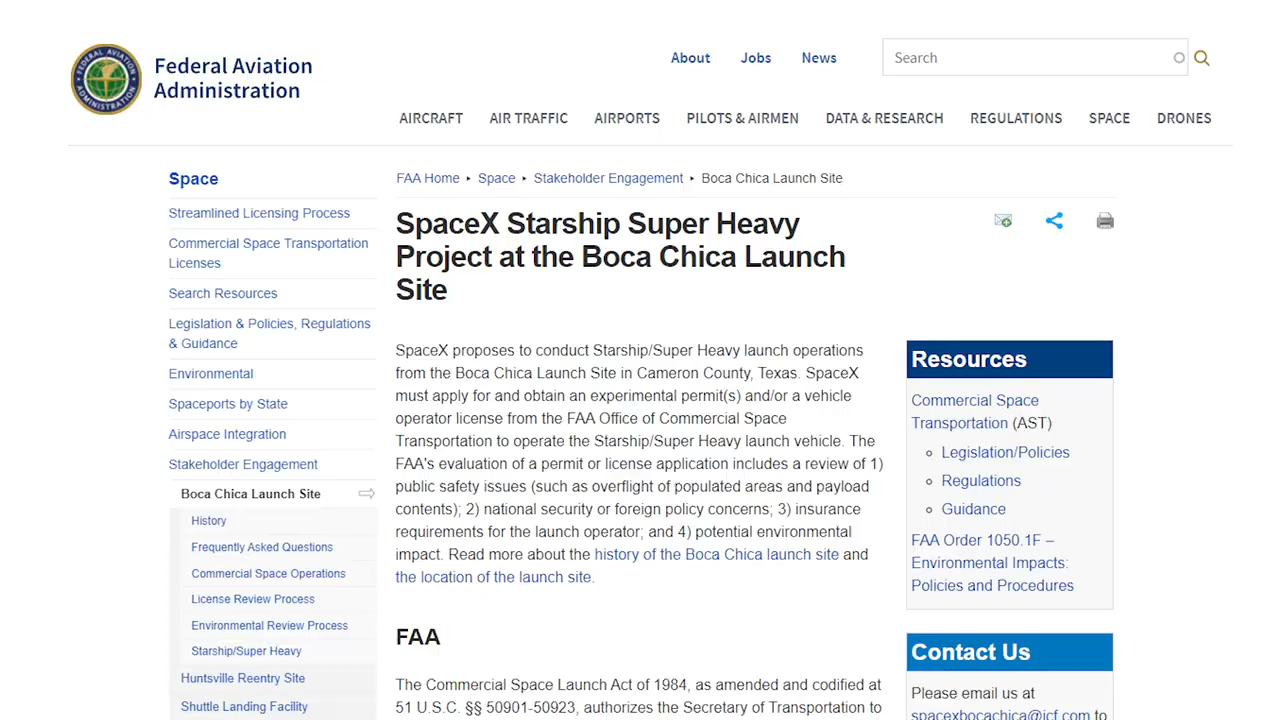 Federal Aviation
Administration
About
Jobs
News
Search
AIRCRAFT
AIR TRAFFIC
AIRPORTS
PILOTS & AIRMEN
DATA & RESEARCH
REGULATIONS
SPACE
DRONES
Space
Streamlined Licensing Process
Commercial Space Transportation
Licenses
Search Resources
Legislation & Policies, Regulations
& Guidance
Environmental
Spaceports by State
Airspace Integration
Stakeholder Engagement
Boca Chica Launch Site
History
Frequently Asked Questions
Commercial Space Operations
License Review Process
Environmental Review Process
Starship/Super Heavy
Huntsville Reentry Site
Shuttle Landing Facility
FAA Home ▸ Space ▸ Stakeholder Engagement ▸ Boca Chica Launch Site
SpaceX Starship Super Heavy
Project at the Boca Chica Launch
Site
SpaceX proposes to conduct Starship/Super Heavy launch operations
from the Boca Chica Launch Site in Cameron County, Texas. SpaceX
must apply for and obtain an experimental permit(s) and/or a vehicle
operator license from the FAA Office of Commercial Space
Transportation to operate the Starship/Super Heavy launch vehicle. The
FAA's evaluation of a permit or license application includes a review of 1)
public safety issues (such as overflight of populated areas and payload
contents); 2) national security or foreign policy concerns; 3) insurance
requirements for the launch operator; and 4) potential environmental
impact. Read more about the history of the Boca Chica launch site and
the location of the launch site.
FAA
The Commercial Space Launch Act of 1984, as amended and codified at
51 U.S.C. §§ 50901-50923, authorizes the Secretary of Transportation to
Resources
Commercial Space
Transportation (AST)
Legislation/Policies
Regulations
Guidance
FAA Order 1050.1F –
Environmental Impacts:
Policies and Procedures
Contact Us
Please email us at
spacexbocachica@icf.com to
FEDERAL AVIATION
ADMINISTRATION